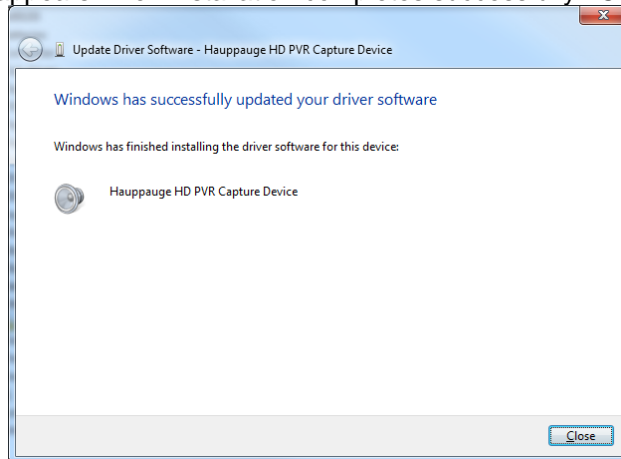 Update Driver Software - Hauppauge HD PVR Capture Device
Windows has successfully updated your driver software
Windows has finished installing the driver software for this device:
Hauppauge HD PVR Capture Device
Close